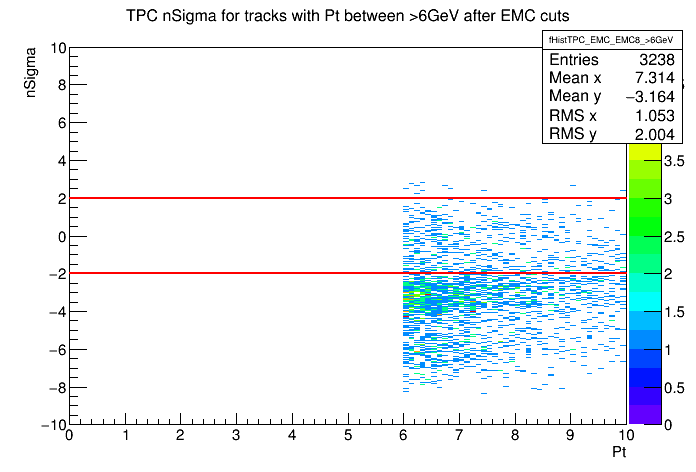 TPC nSigma for tracks with Pt between >6GeV after EMC cuts
fHistTPC_EMC_EMC8_>6GeV
Entries 3238
Mean x 7.314
Mean y −3.164
RMS x 1.053
RMS y 2.004
nSigma
10
8
6
4
2
0
−2
−4
−6
−8
−10
3.5
3
2.5
2
1.5
1
0.5
0
0 1 2 3 4 5 6 7 8 9 10
Pt